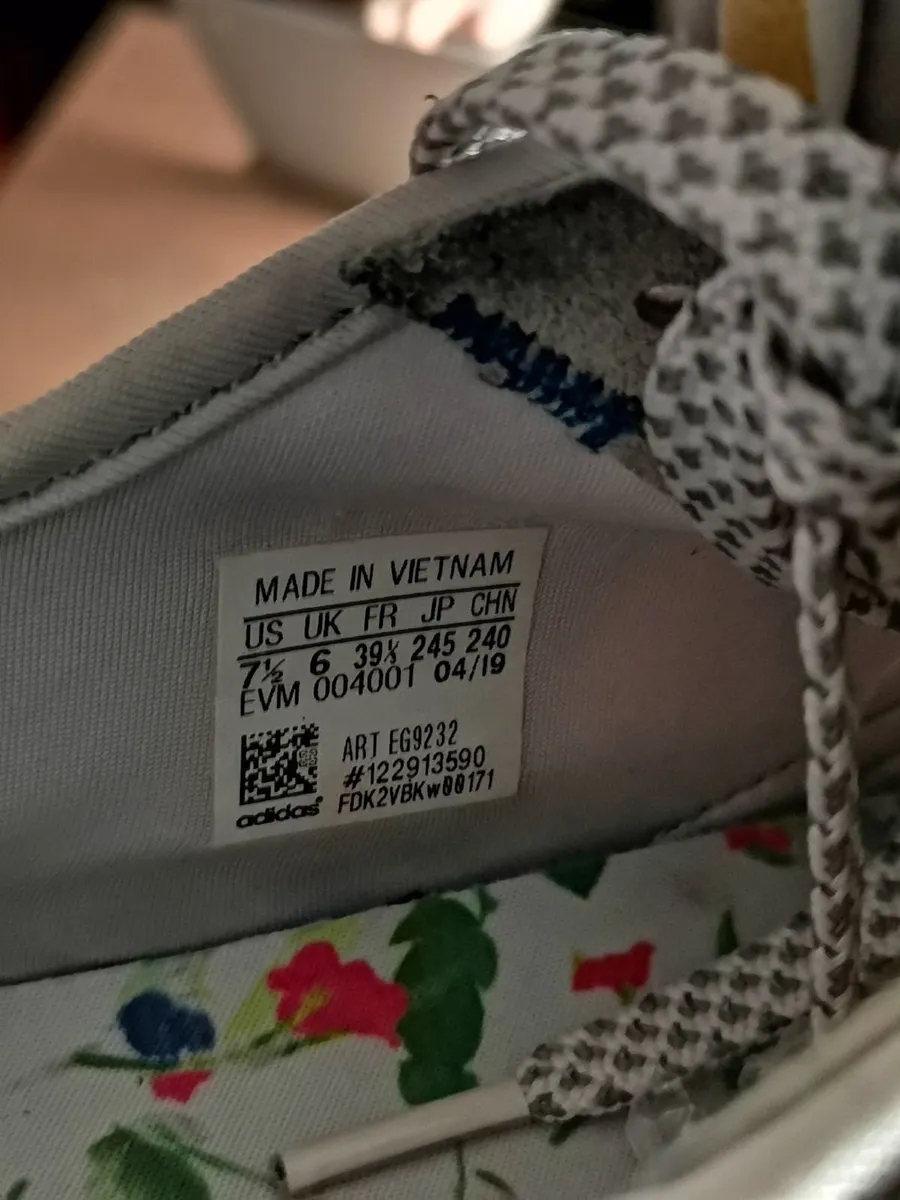 MADE IN VIETNAM
US UK FR JP CHN
7½ 6 39⅓ 245 240
EVM 004001 04/19
ART EG9232
#122913590
FDK2VBKw00171
adidas